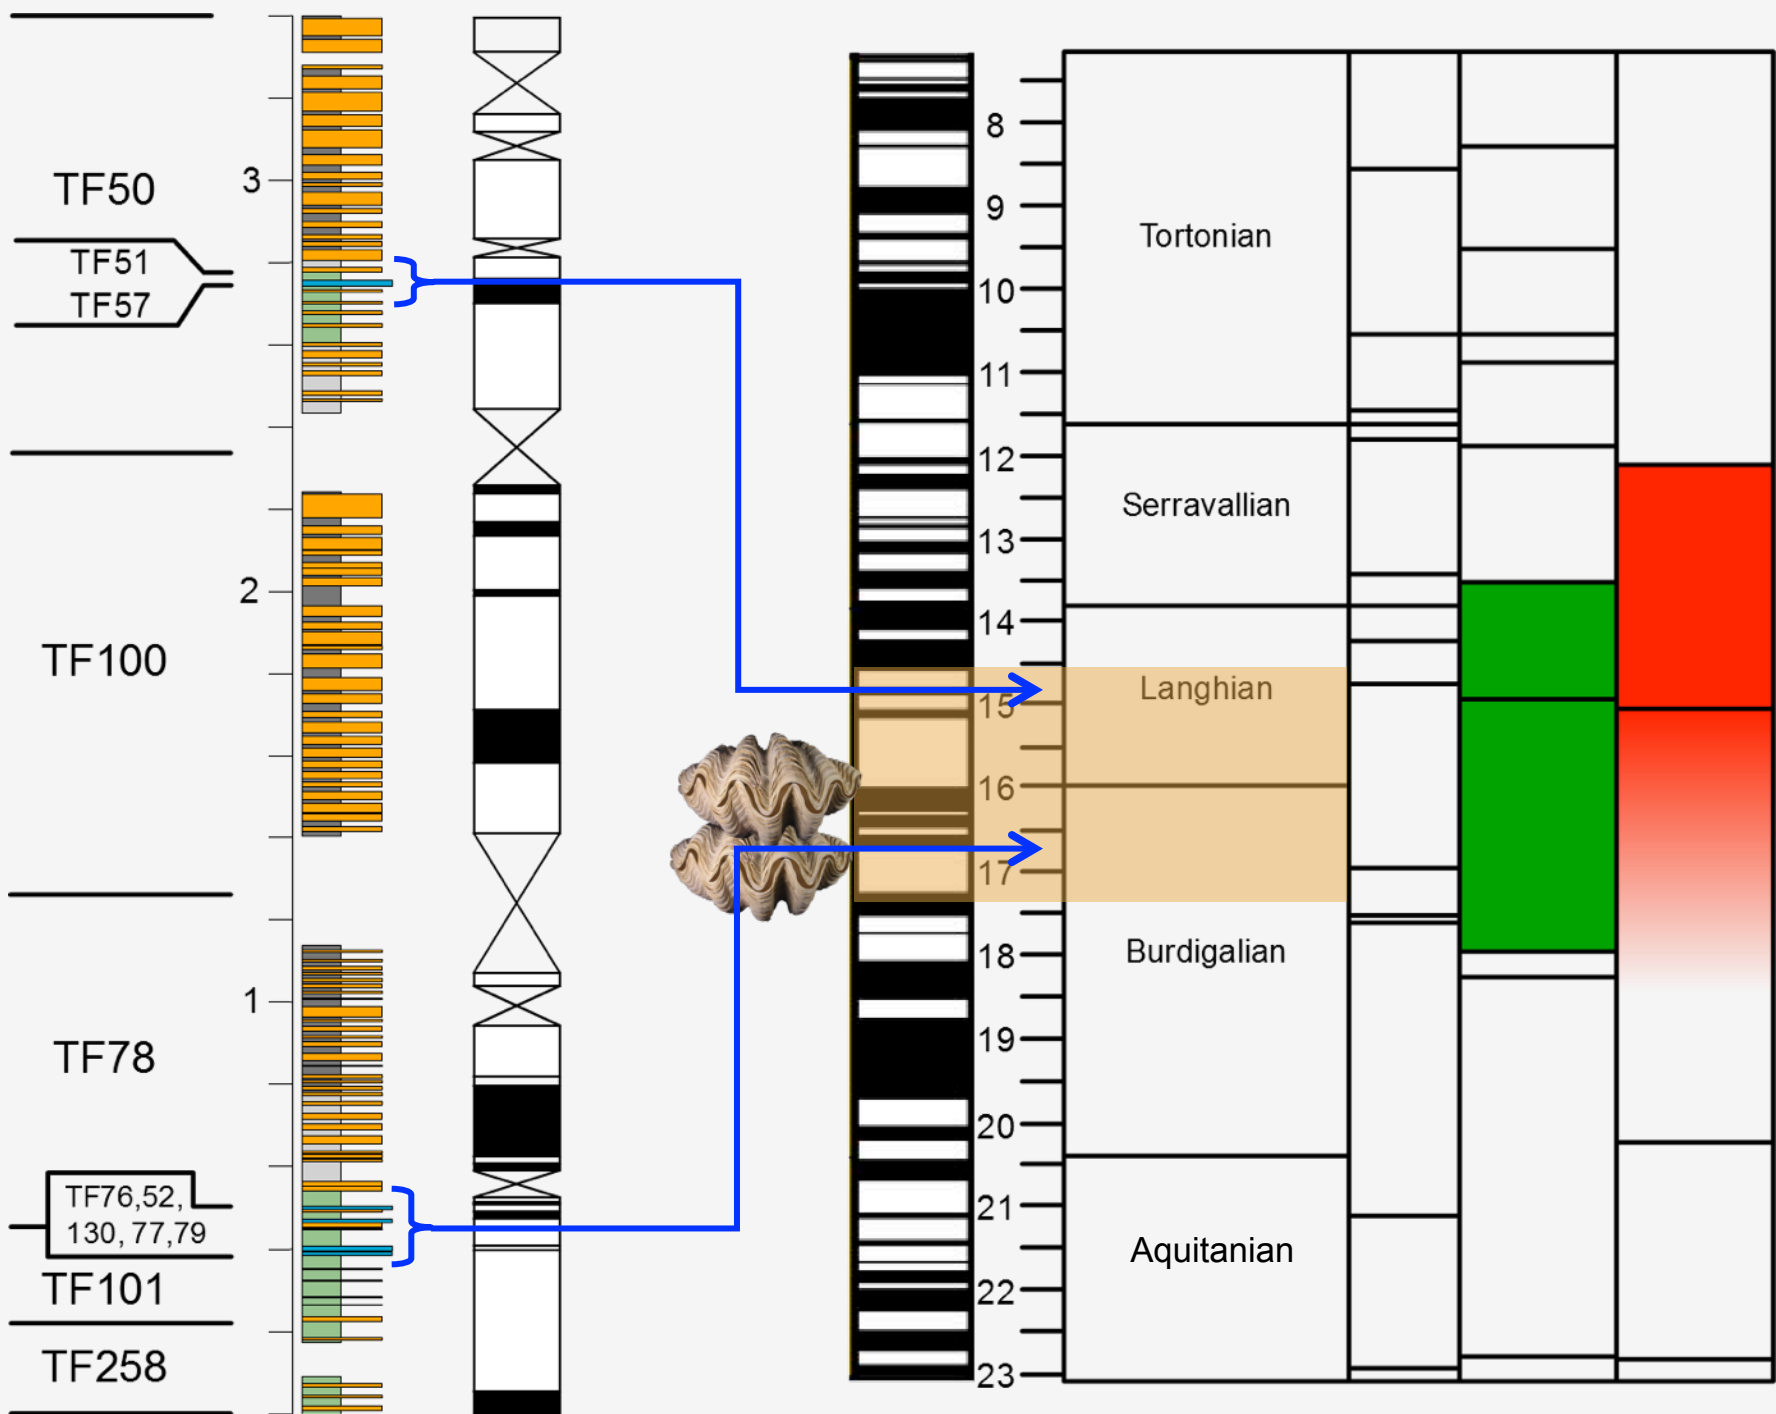 TF50
TF51
TF57
TF100
TF78
TF76,52,
130, 77,79
TF101
TF258
3
2
1
8
9
10
11
12
13
14
15
16
17
18
19
20
21
22
23
Tortonian
Serravallian
Langhian
Burdigalian
Aquitanian